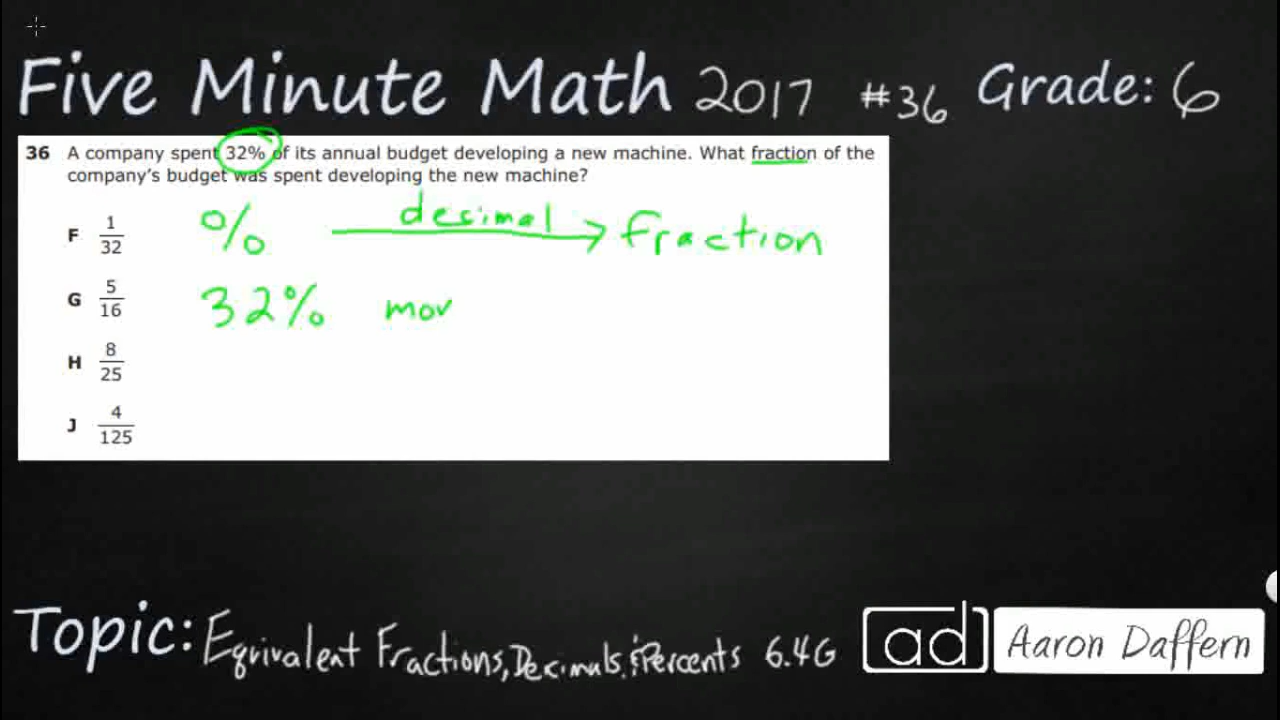 Five Minute Math 2017 #36 Grade: 6
36 A company spent 32% of its annual budget developing a new machine. What fraction of the
company's budget was spent developing the new machine?
F 1/32
% decimal fraction
G 5/16
32% mov
H 8/25
J 4/125
Topic: Equivalent Fractions, Decimals, & Percents 6.4G
ad Aaron Daffern